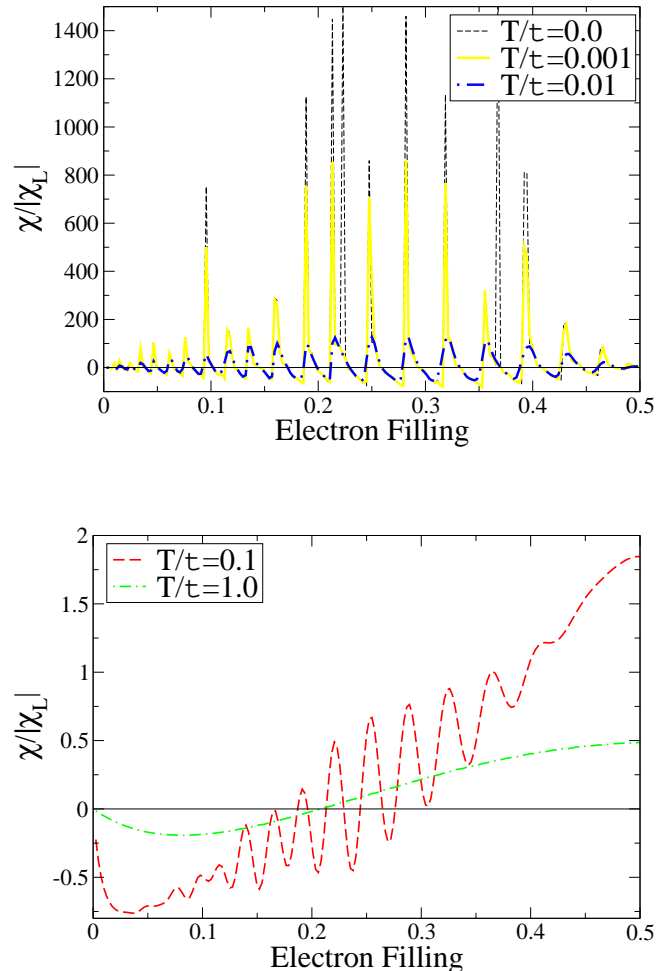 1400
1200
1000
800
600
400
200
0
χ/|χL|
T/t=0.0
T/t=0.001
T/t=0.01
0 0.1 0.2 0.3 0.4 0.5
Electron Filling
2
1.5
1
0.5
0
-0.5
χ/|χL|
T/t=0.1
T/t=1.0
0 0.1 0.2 0.3 0.4 0.5
Electron Filling